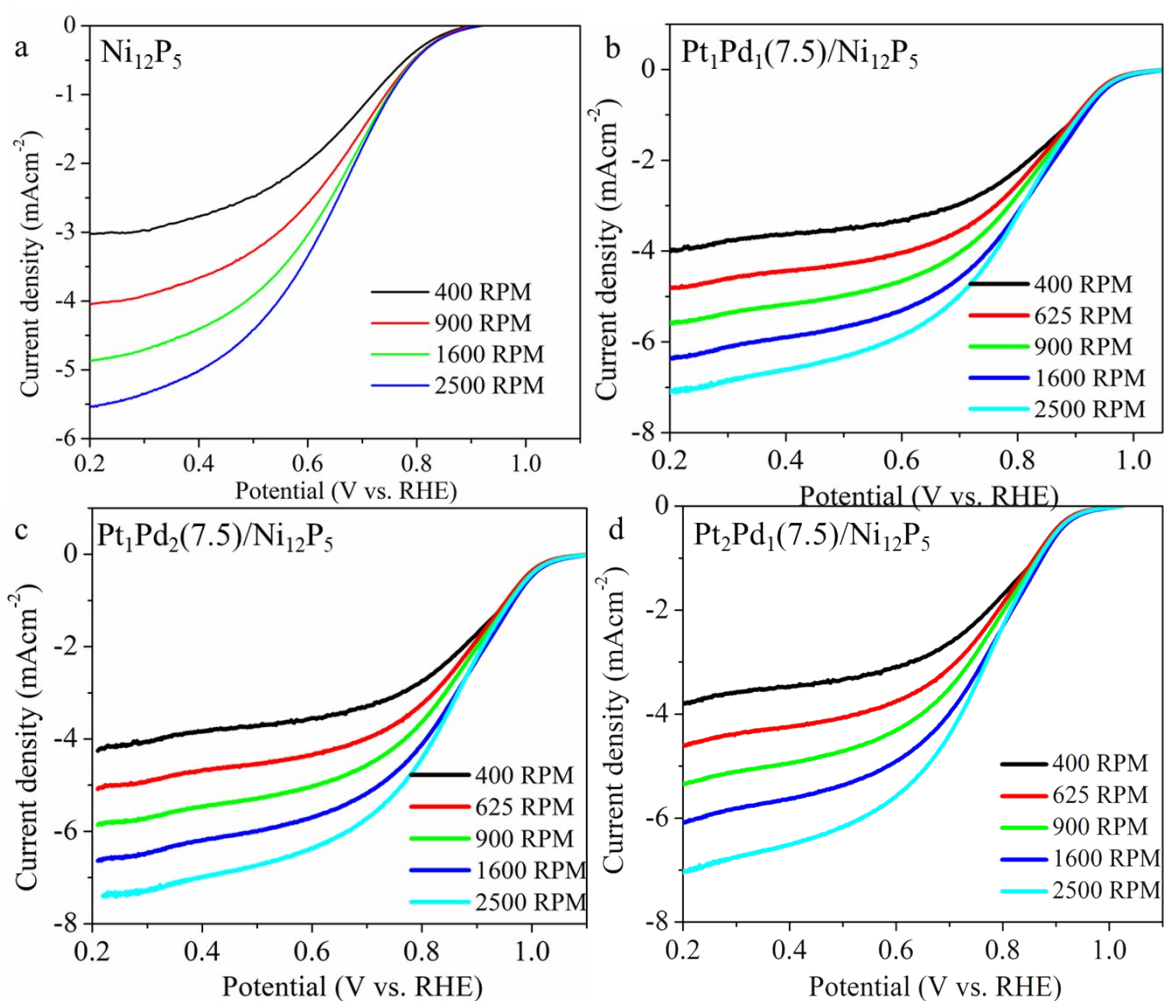 a
Ni₁₂P₅
0
-1
-2
-3
-4
-5
-6
Current density (mAcm⁻²)
400 RPM
900 RPM
1600 RPM
2500 RPM
0.2 0.4 0.6 0.8 1.0
Potential (V vs. RHE)
b
Pt₁Pd₁(7.5)/Ni₁₂P₅
0
-2
-4
-6
-8
Current density (mAcm⁻²)
400 RPM
625 RPM
900 RPM
1600 RPM
2500 RPM
0.2 0.4 0.6 0.8 1.0
Potential (V vs. RHE)
c
Pt₁Pd₂(7.5)/Ni₁₂P₅
0
-2
-4
-6
-8
Current density (mAcm⁻²)
400 RPM
625 RPM
900 RPM
1600 RPM
2500 RPM
0.2 0.4 0.6 0.8 1.0
Potential (V vs. RHE)
d
Pt₂Pd₁(7.5)/Ni₁₂P₅
0
-2
-4
-6
-8
Current density (mAcm⁻²)
400 RPM
625 RPM
900 RPM
1600 RPM
2500 RPM
0.2 0.4 0.6 0.8 1.0
Potential (V vs. RHE)